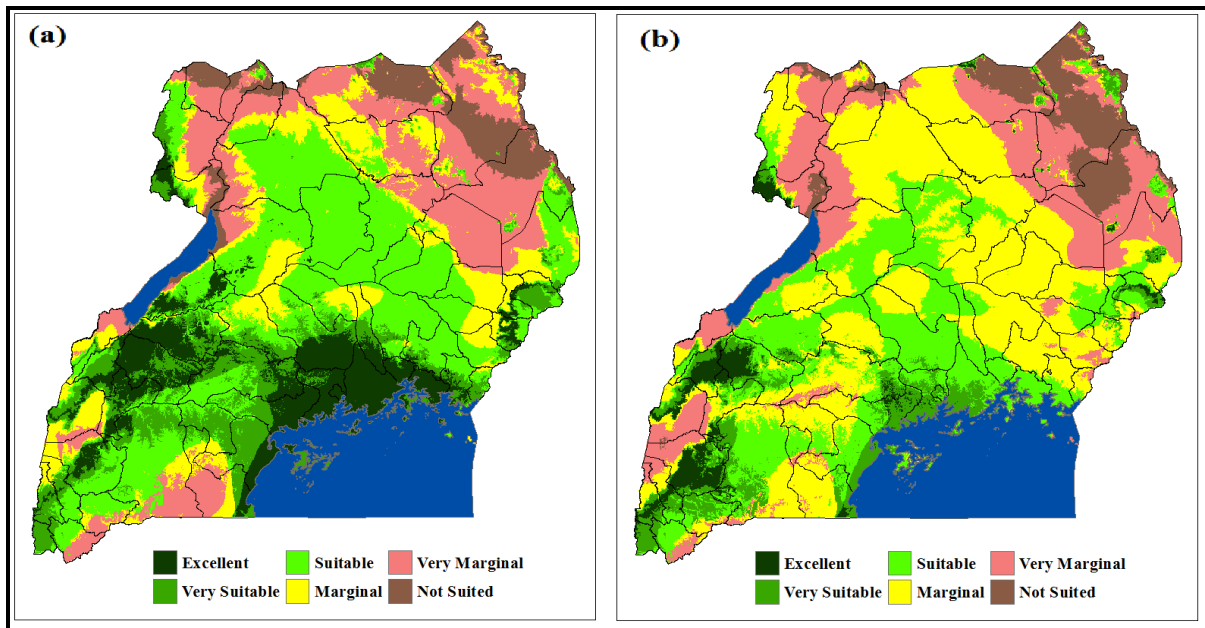 (a)
Excellent Suitable Very Marginal
Very Suitable Marginal Not Suited
(b)
Excellent Suitable Very Marginal
Very Suitable Marginal Not Suited